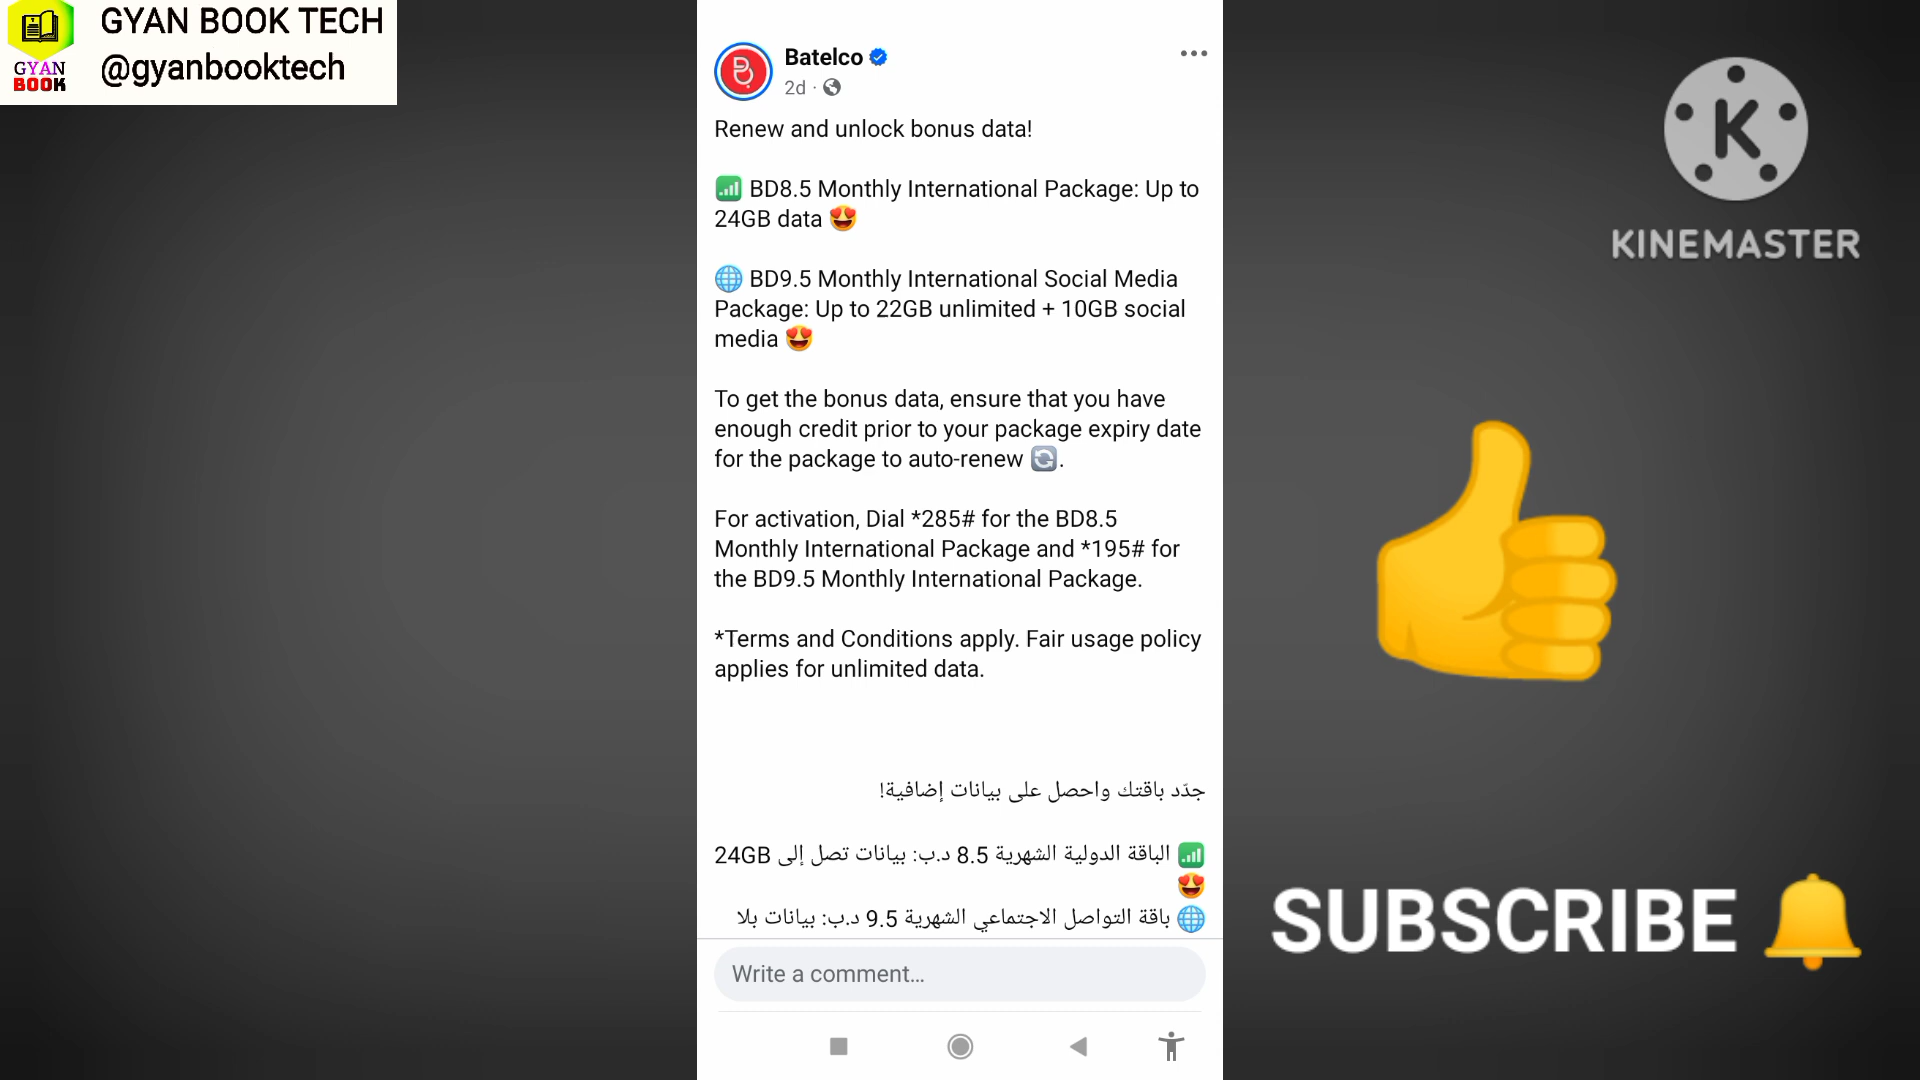 GYAN BOOK TECH
@gyanbooktech
GYAN
BOOK
Batelco
2d ·
Renew and unlock bonus data!
📶 BD8.5 Monthly International Package: Up to
24GB data 😍
🌐 BD9.5 Monthly International Social Media
Package: Up to 22GB unlimited + 10GB social
media 😍
To get the bonus data, ensure that you have
enough credit prior to your package expiry date
for the package to auto-renew 🔄.
For activation, Dial *285# for the BD8.5
Monthly International Package and *195# for
the BD9.5 Monthly International Package.
*Terms and Conditions apply. Fair usage policy
applies for unlimited data.
جدّد باقتك واحصل على بيانات إضافية!
📶 الباقة الدولية الشهرية 8.5 د.ب: بيانات تصل إلى 24GB
😍
🌐 باقة التواصل الاجتماعي الشهرية 9.5 د.ب: بيانات بلا
Write a comment...
K
KINEMASTER
SUBSCRIBE 🔔